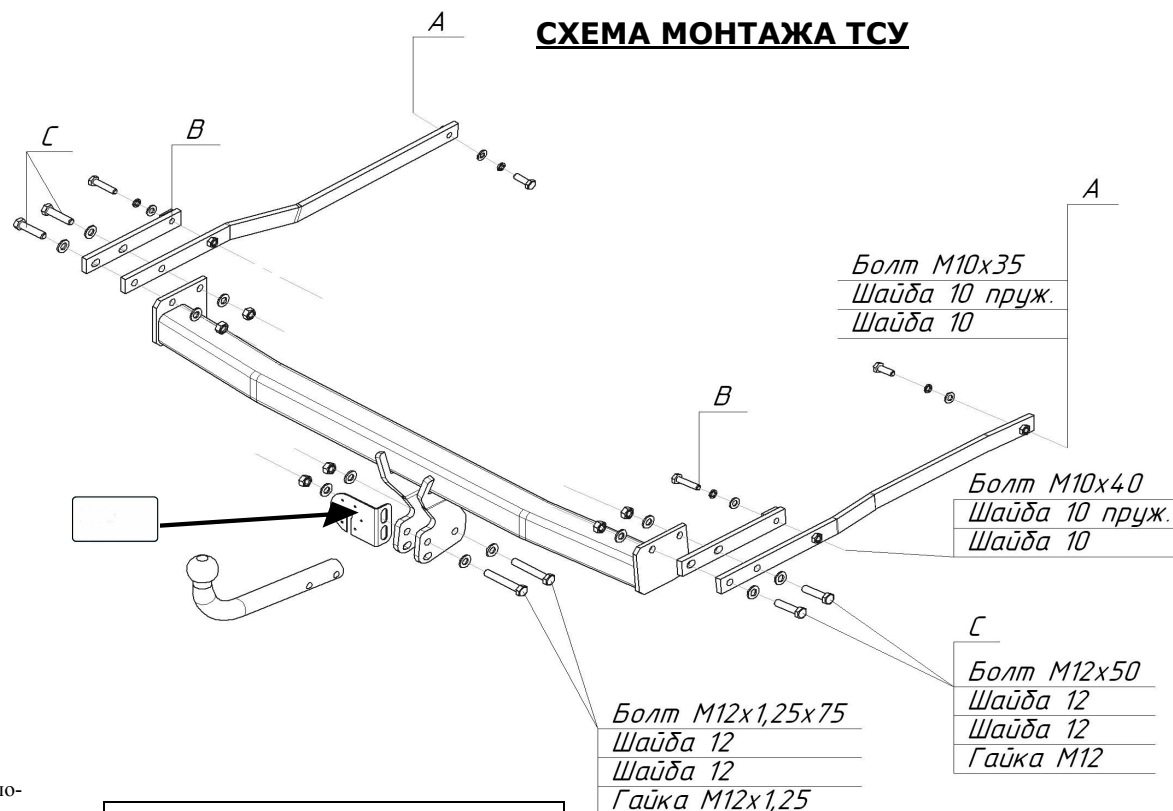 СХЕМА МОНТАЖА ТСУ
A
C
B
A
Болт М10х35
Шайба 10 пруж.
Шайба 10
B
Болт М10х40
Шайба 10 пруж.
Шайба 10
C
Болт М12х50
Шайба 12
Шайба 12
Гайка М12
Болт М12х1,25х75
Шайба 12
Шайба 12
Гайка М12х1,25